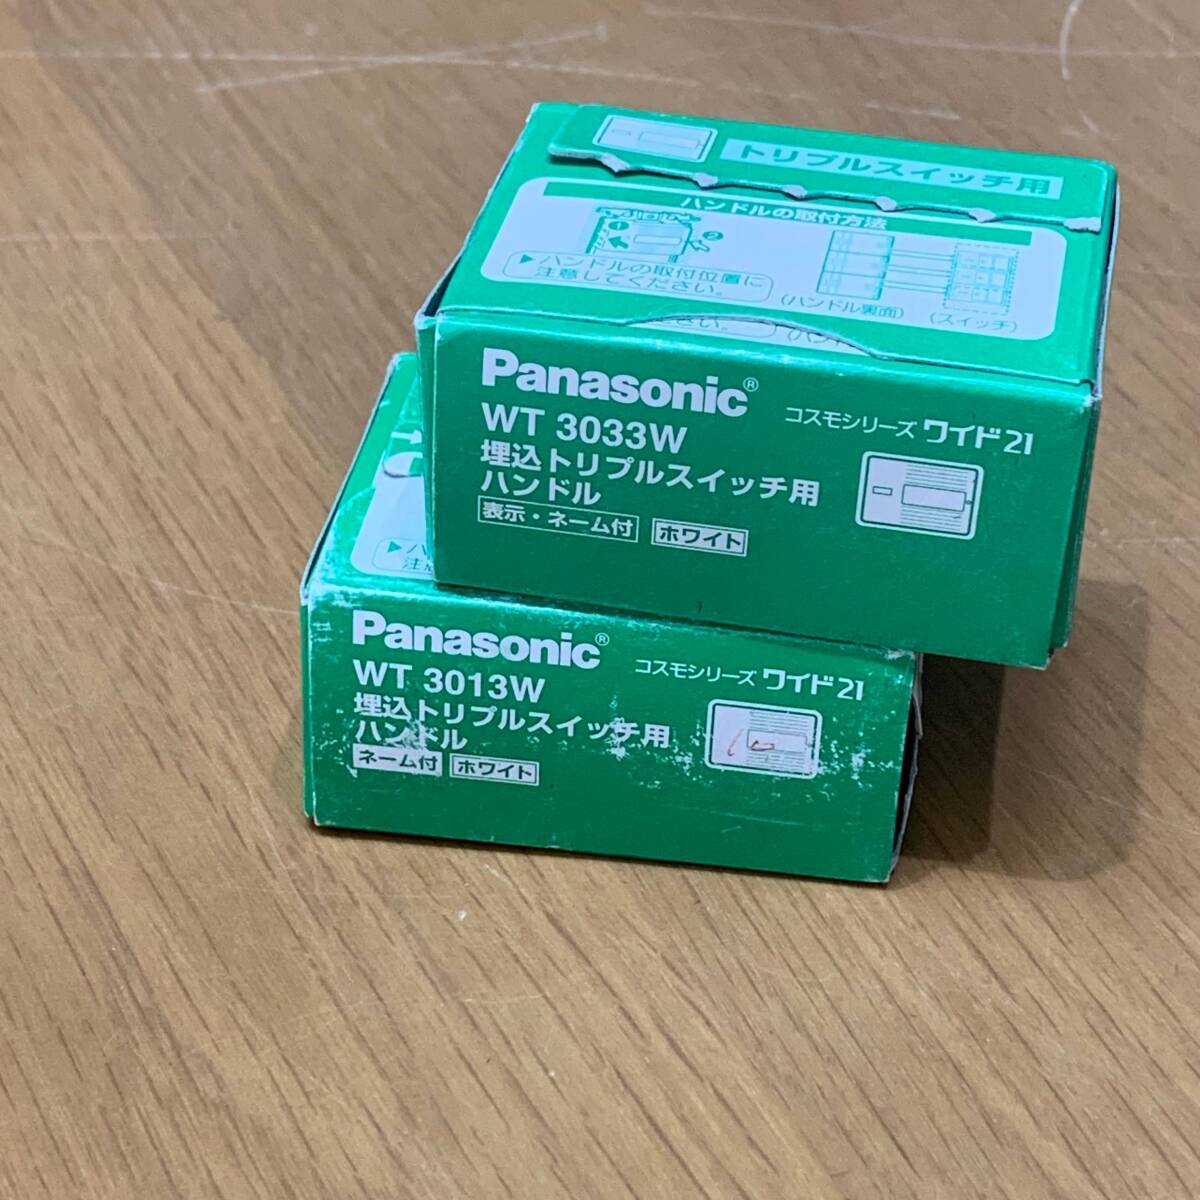 トリプルスイッチ用
ハンドルの取付方法
▶ハンドルの取付位置に
注意してください。
(ハンドル裏面)
(スイッチ)
Panasonic®
WT 3033W
コスモシリーズ ワイド21
埋込トリプルスイッチ用
ハンドル
表示・ネーム付 ホワイト
Panasonic®
WT 3013W
コスモシリーズ ワイド21
埋込トリプルスイッチ用
ハンドル
ネーム付 ホワイト